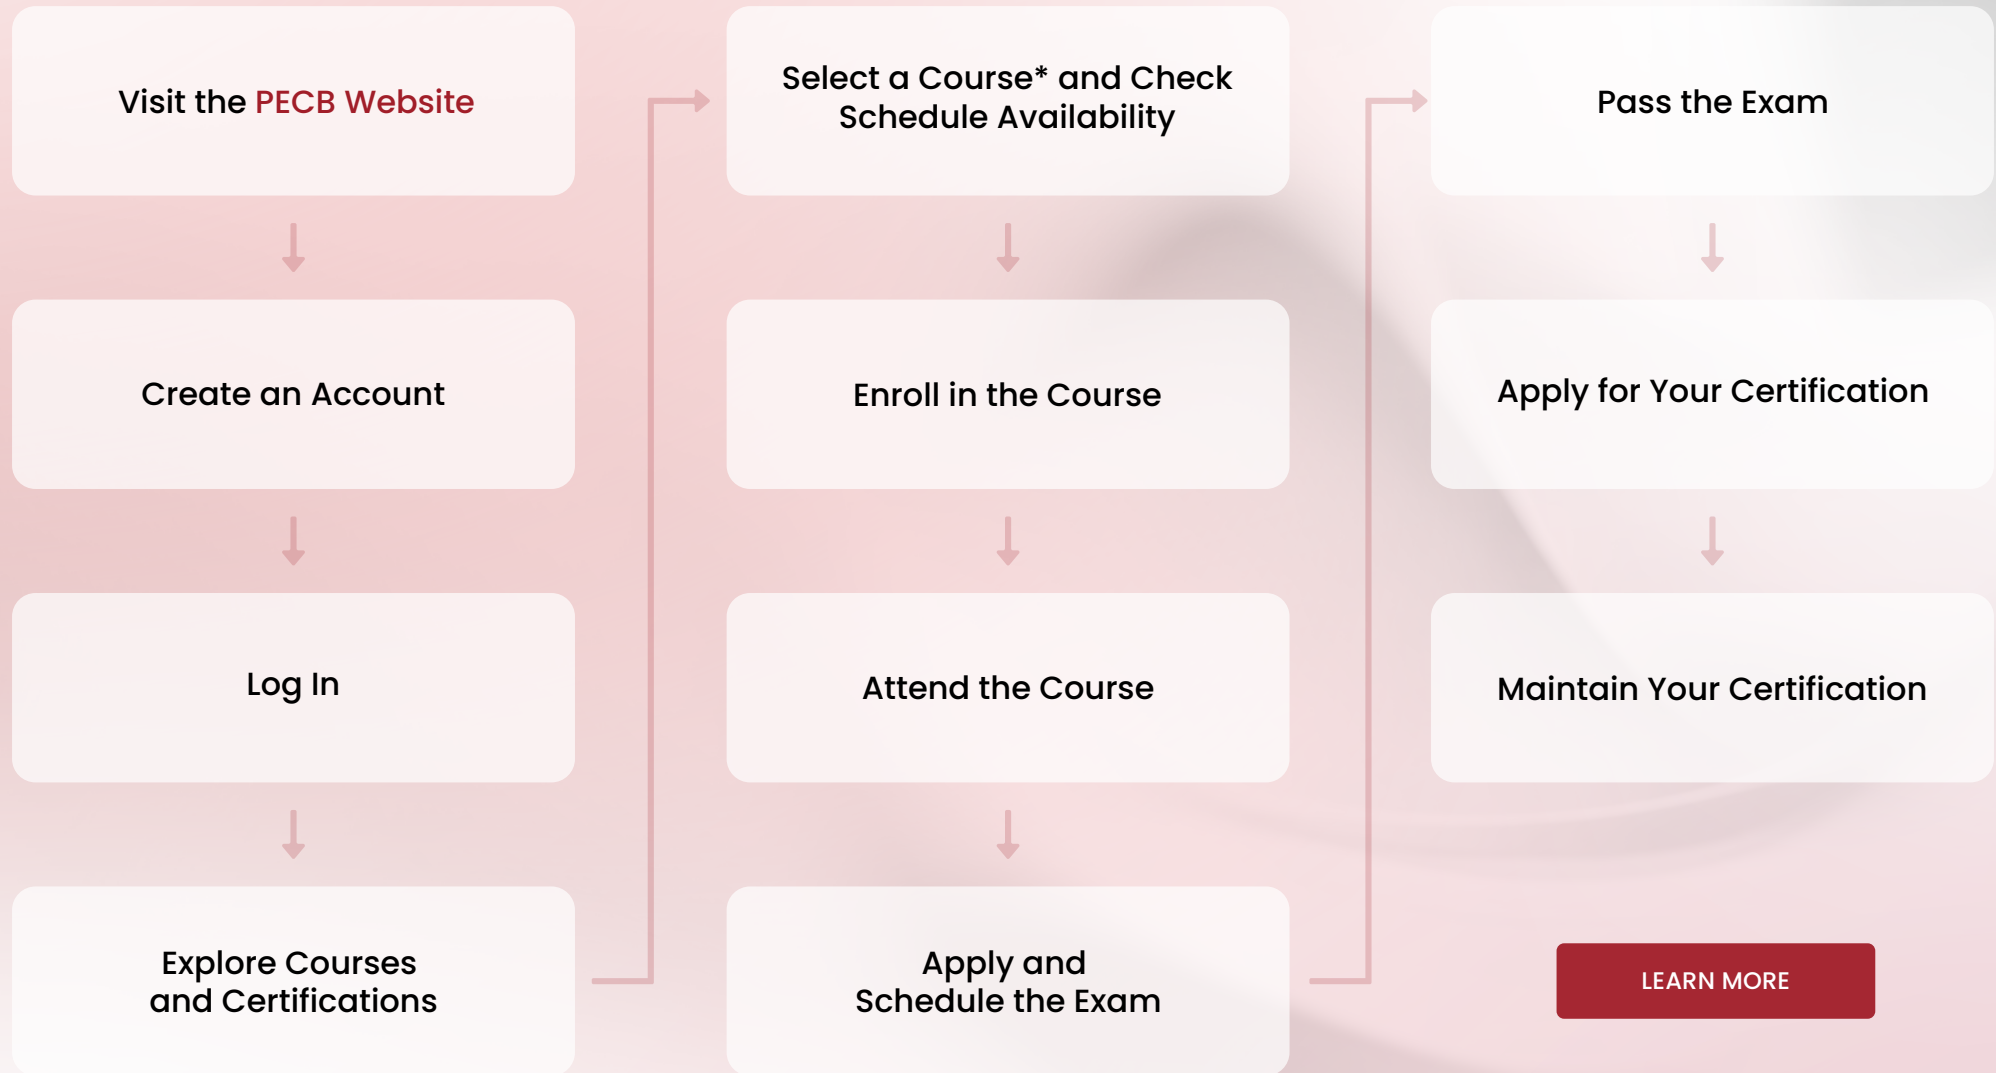 Visit the PECB Website
Create an Account
Log In
Explore Courses
and Certifications
Select a Course* and Check
Schedule Availability
Enroll in the Course
Attend the Course
Apply and
Schedule the Exam
Pass the Exam
Apply for Your Certification
Maintain Your Certification
LEARN MORE